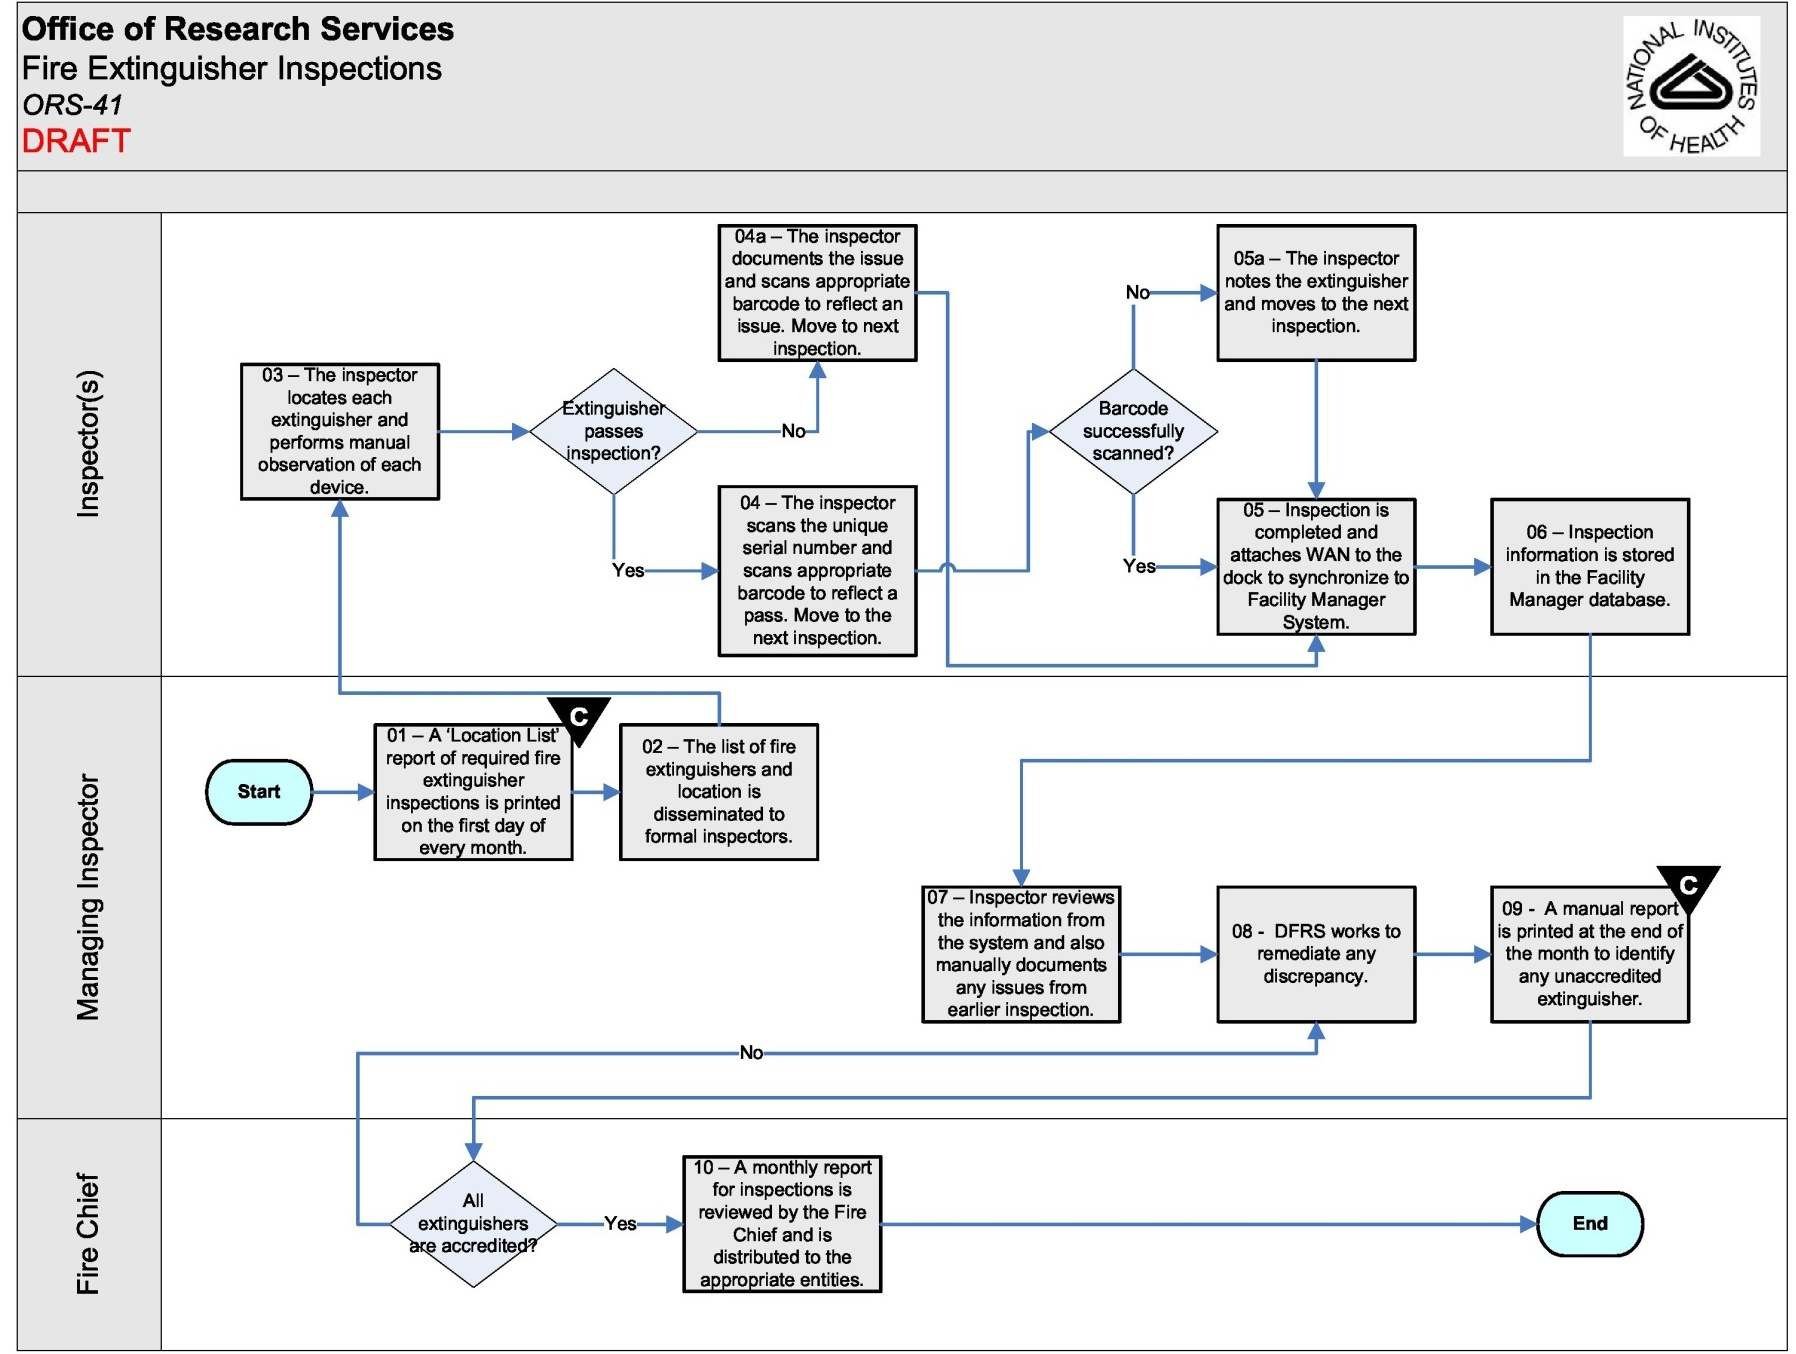 Office of Research Services
Fire Extinguisher Inspections
ORS-41
DRAFT
NATIONAL INSTITUTES
OF HEALTH
Inspector(s)
03 – The inspector
locates each
extinguisher and
performs manual
observation of each
device.
Extinguisher
passes
inspection?
No
Yes
04a – The inspector
documents the issue
and scans appropriate
barcode to reflect an
issue. Move to next
inspection.
04 – The inspector
scans the unique
serial number and
scans appropriate
barcode to reflect a
pass. Move to the
next inspection.
Barcode
successfully
scanned?
No
Yes
05a – The inspector
notes the extinguisher
and moves to the next
inspection.
05 – Inspection is
completed and
attaches WAN to the
dock to synchronize to
Facility Manager
System.
06 – Inspection
information is stored
in the Facility
Manager database.
Managing Inspector
Start
01 – A ‘Location List’
report of required fire
extinguisher
inspections is printed
on the first day of
every month.
C
02 – The list of fire
extinguishers and
location is
disseminated to
formal inspectors.
07 – Inspector reviews
the information from
the system and also
manually documents
any issues from
earlier inspection.
08 - DFRS works to
remediate any
discrepancy.
09 - A manual report
is printed at the end of
the month to identify
any unaccredited
extinguisher.
C
No
Fire Chief
All
extinguishers
are accredited?
Yes
10 – A monthly report
for inspections is
reviewed by the Fire
Chief and is
distributed to the
appropriate entities.
End